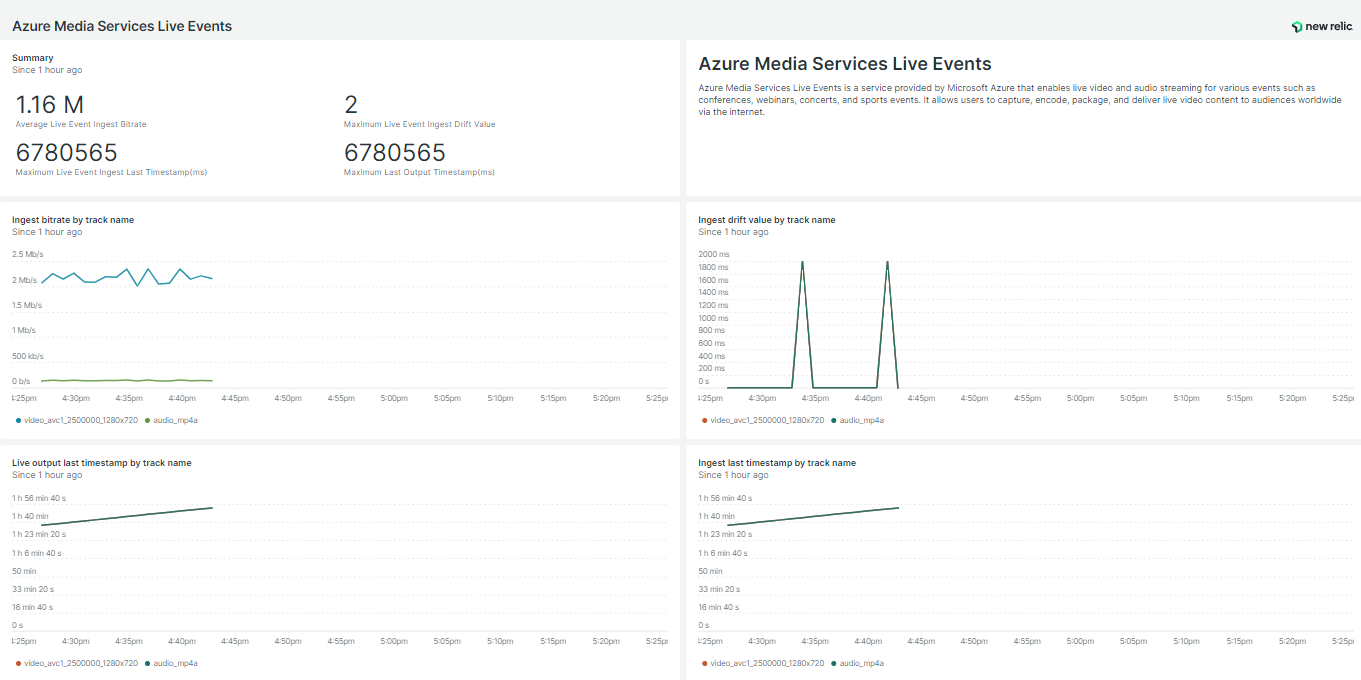 Azure Media Services Live Events
new relic
Summary
Since 1 hour ago
1.16 M
Average Live Event Ingest Bitrate
2
Maximum Live Event Ingest Drift Value
6780565
Maximum Live Event Ingest Last Timestamp(ms)
6780565
Maximum Last Output Timestamp(ms)
Azure Media Services Live Events
Azure Media Services Live Events is a service provided by Microsoft Azure that enables live video and audio streaming for various events such as
conferences, webinars, concerts, and sports events. It allows users to capture, encode, package, and deliver live video content to audiences worldwide
via the internet.
Ingest bitrate by track name
Since 1 hour ago
2.5 Mb/s
2 Mb/s
1.5 Mb/s
1 Mb/s
500 kb/s
0 b/s
4:25pm 4:30pm 4:35pm 4:40pm 4:45pm 4:50pm 4:55pm 5:00pm 5:05pm 5:10pm 5:15pm 5:20pm 5:25p
video_avc1_2500000_1280x720 audio_mp4a
Ingest drift value by track name
Since 1 hour ago
2000 ms
1800 ms
1600 ms
1400 ms
1200 ms
1000 ms
800 ms
600 ms
400 ms
200 ms
0 s
4:25pm 4:30pm 4:35pm 4:40pm 4:45pm 4:50pm 4:55pm 5:00pm 5:05pm 5:10pm 5:15pm 5:20pm 5:25p
video_avc1_2500000_1280x720 audio_mp4a
Live output last timestamp by track name
Since 1 hour ago
1 h 56 min 40 s
1 h 40 min
1 h 23 min 20 s
1 h 6 min 40 s
50 min
33 min 20 s
16 min 40 s
0 s
4:25pm 4:30pm 4:35pm 4:40pm 4:45pm 4:50pm 4:55pm 5:00pm 5:05pm 5:10pm 5:15pm 5:20pm 5:25p
video_avc1_2500000_1280x720 audio_mp4a
Ingest last timestamp by track name
Since 1 hour ago
1 h 56 min 40 s
1 h 40 min
1 h 23 min 20 s
1 h 6 min 40 s
50 min
33 min 20 s
16 min 40 s
0 s
4:25pm 4:30pm 4:35pm 4:40pm 4:45pm 4:50pm 4:55pm 5:00pm 5:05pm 5:10pm 5:15pm 5:20pm 5:25p
video_avc1_2500000_1280x720 audio_mp4a